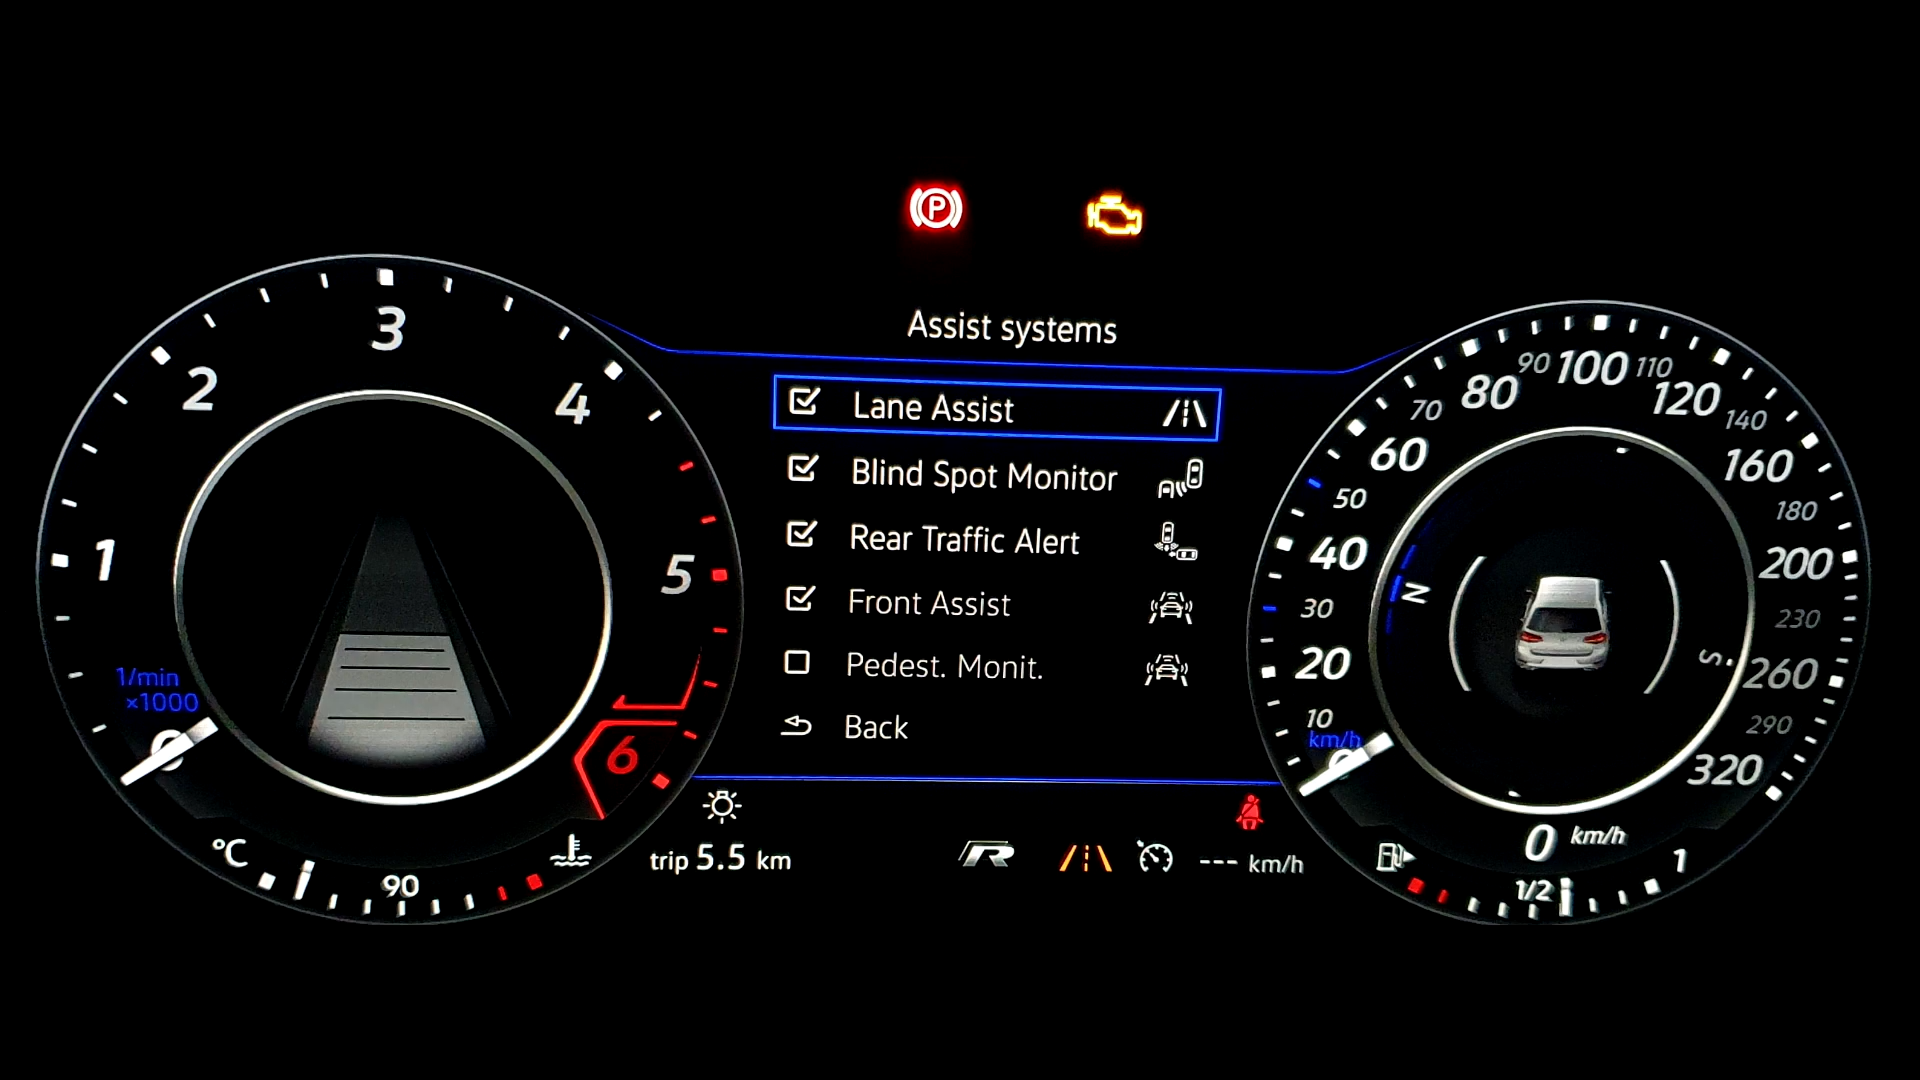 P
Assist systems
Lane Assist
Blind Spot Monitor
Rear Traffic Alert
Front Assist
Pedest. Monit.
Back
0
1
2
3
4
5
6
1/min
×1000
°C
90
trip 5.5 km
R
--- km/h
0
10
20
30
40
50
60
70
80
90
100
110
120
140
160
180
200
230
260
290
320
km/h
N
S
0 km/h
1/2
1